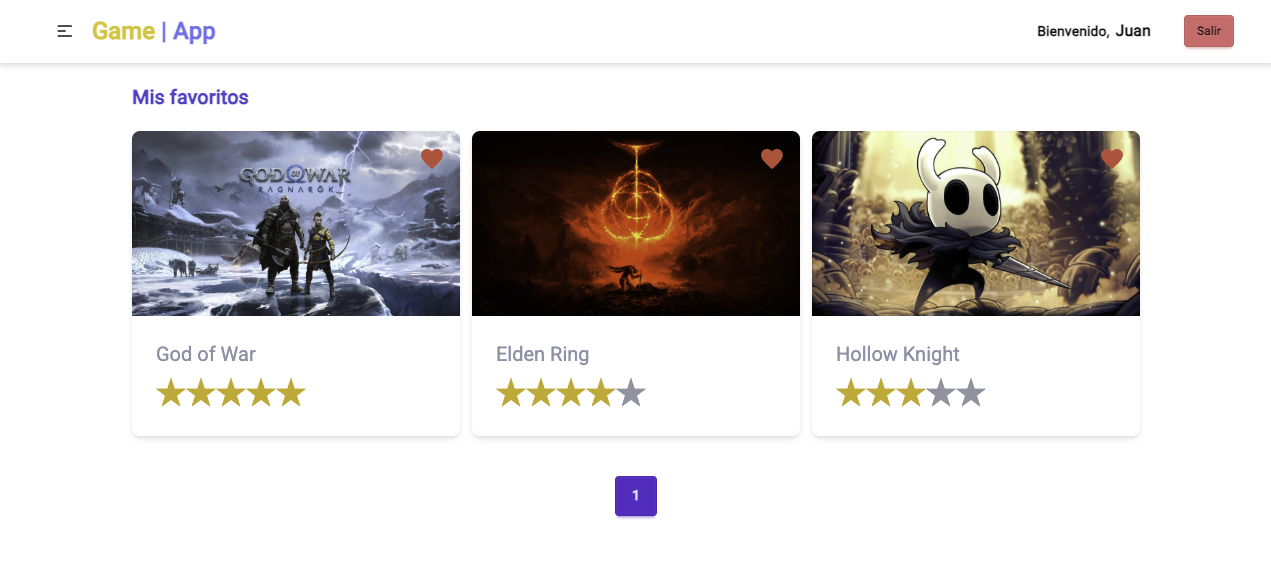 Game | App
Bienvenido, Juan
Salir
Mis favoritos
GOD OF WAR
RAGNARÖK
God of War
Elden Ring
Hollow Knight
1